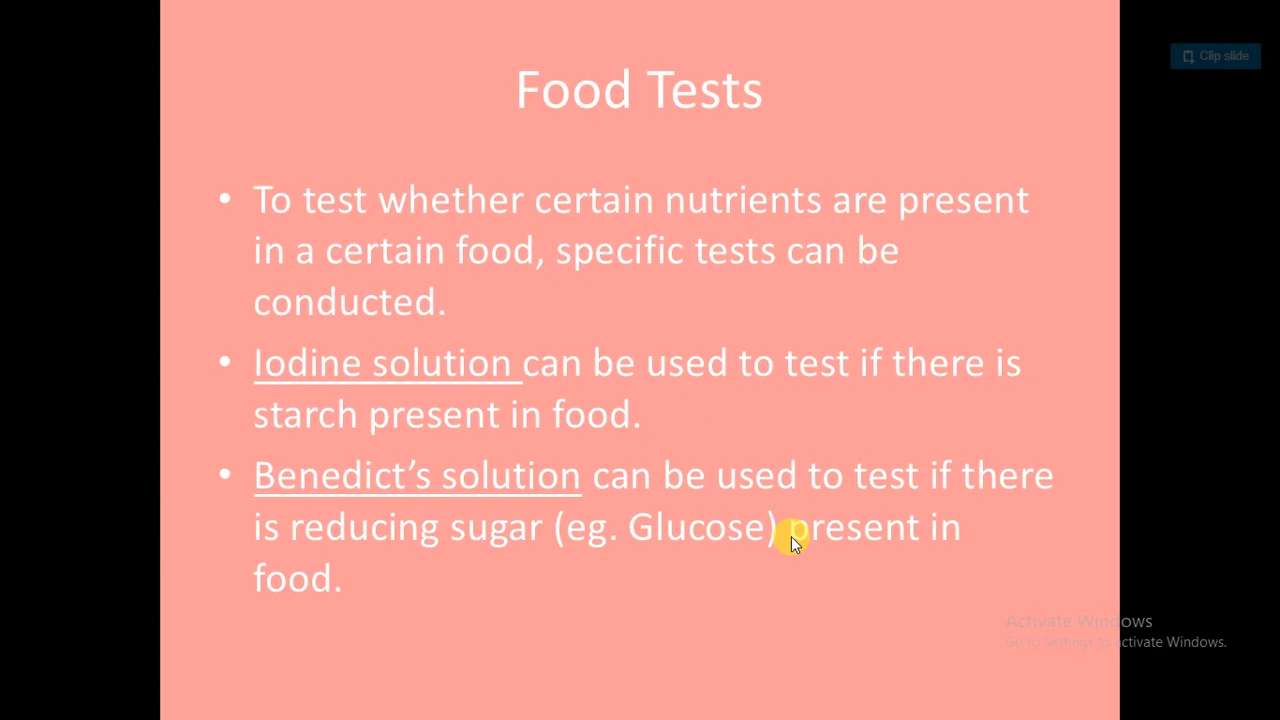 Clip slide
Food Tests
• To test whether certain nutrients are present
in a certain food, specific tests can be
conducted.
• Iodine solution can be used to test if there is
starch present in food.
• Benedict’s solution can be used to test if there
is reducing sugar (eg. Glucose) present in
food.
Activate Windows
Go to Settings to activate Windows.